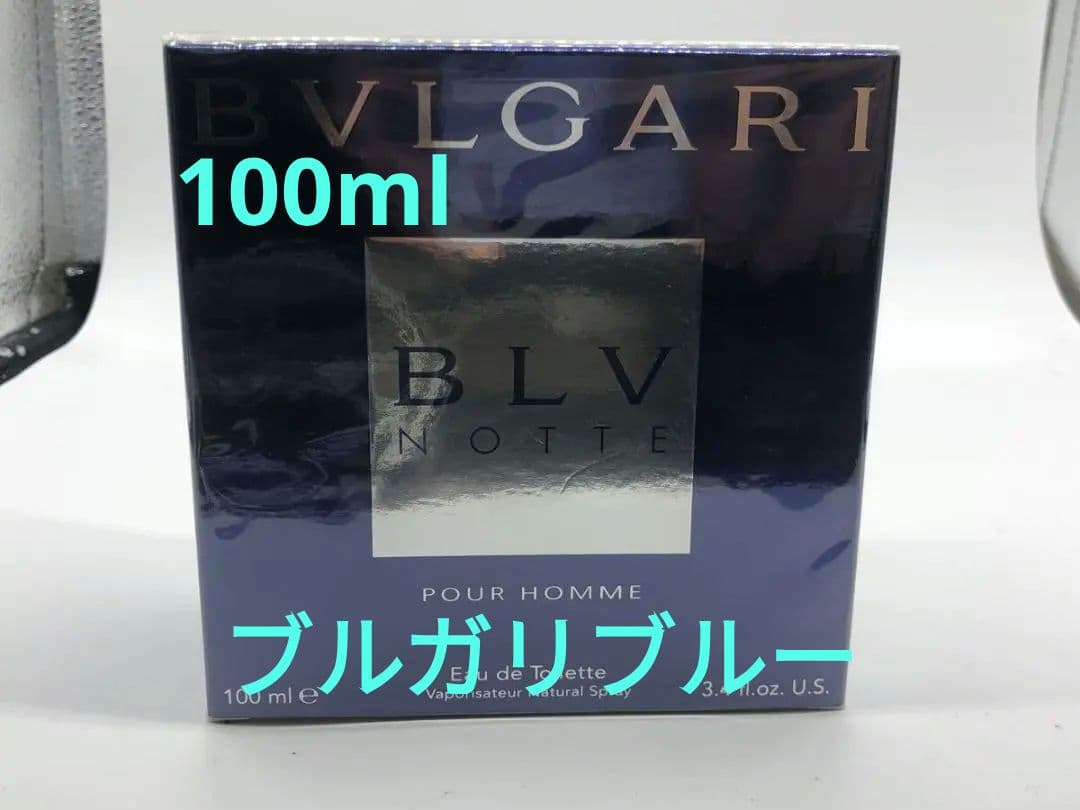 BVLGARI
100ml
BLV
NOTTE
POUR HOMME
ブルガリブルー
Eau de Toilette
Vaporisateur Natural Spray
100 ml ℮
3.4 fl.oz. U.S.